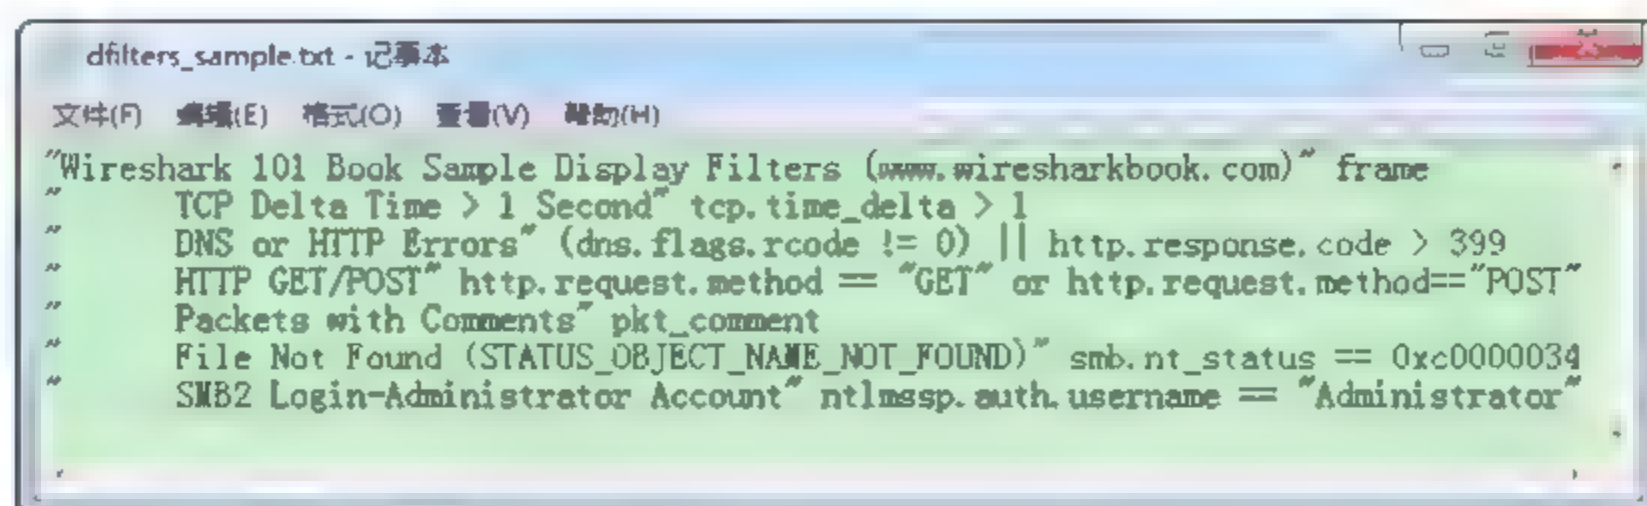 dfilters_sample.txt - 记事本
文件(F) 编辑(E) 格式(O) 查看(V) 帮助(H)
"Wireshark 101 Book Sample Display Filters (www.wiresharkbook.com)" frame
"      TCP Delta Time > 1 Second" tcp.time_delta > 1
"      DNS or HTTP Errors" (dns.flags.rcode != 0) || http.response.code > 399
"      HTTP GET/POST" http.request.method == "GET" or http.request.method=="POST"
"      Packets with Comments" pkt_comment
"      File Not Found (STATUS_OBJECT_NAME_NOT_FOUND)" smb.nt_status == 0xc0000034
"      SMB2 Login-Administrator Account" ntlmssp.auth.username == "Administrator"